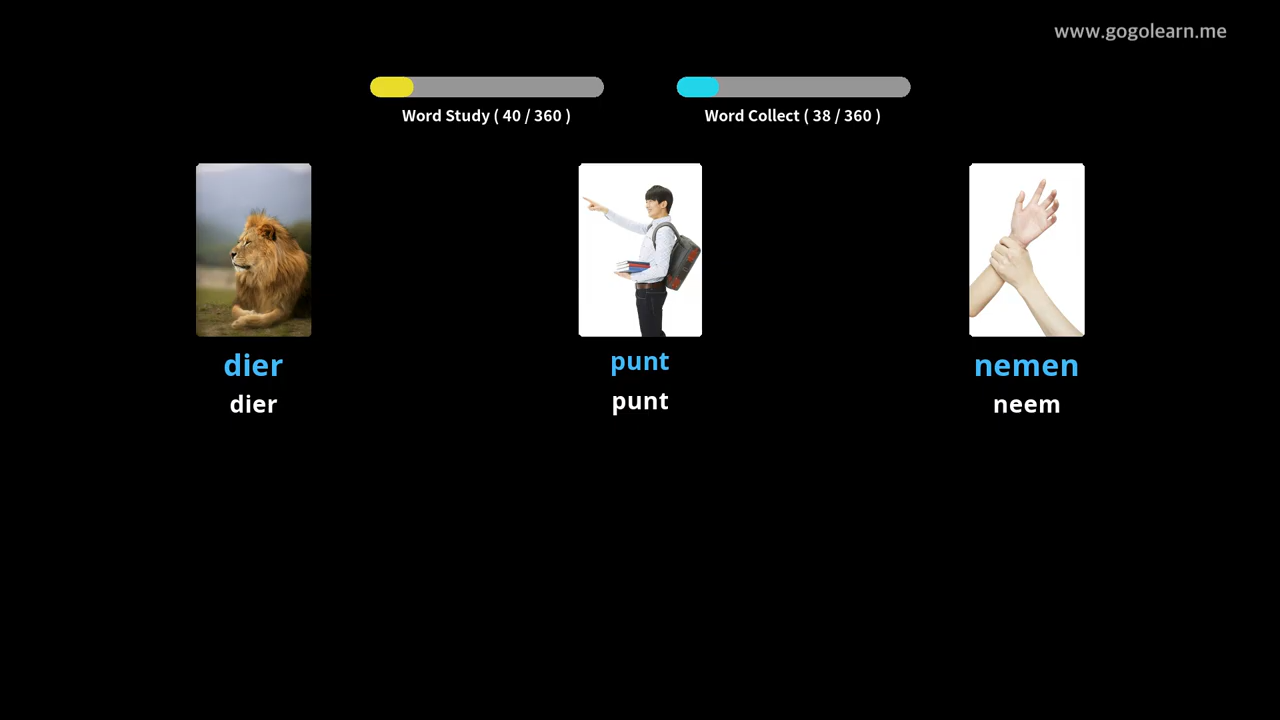 www.gogolearn.me
Word Study ( 40 / 360 )
Word Collect ( 38 / 360 )
dier
dier
punt
punt
nemen
neem